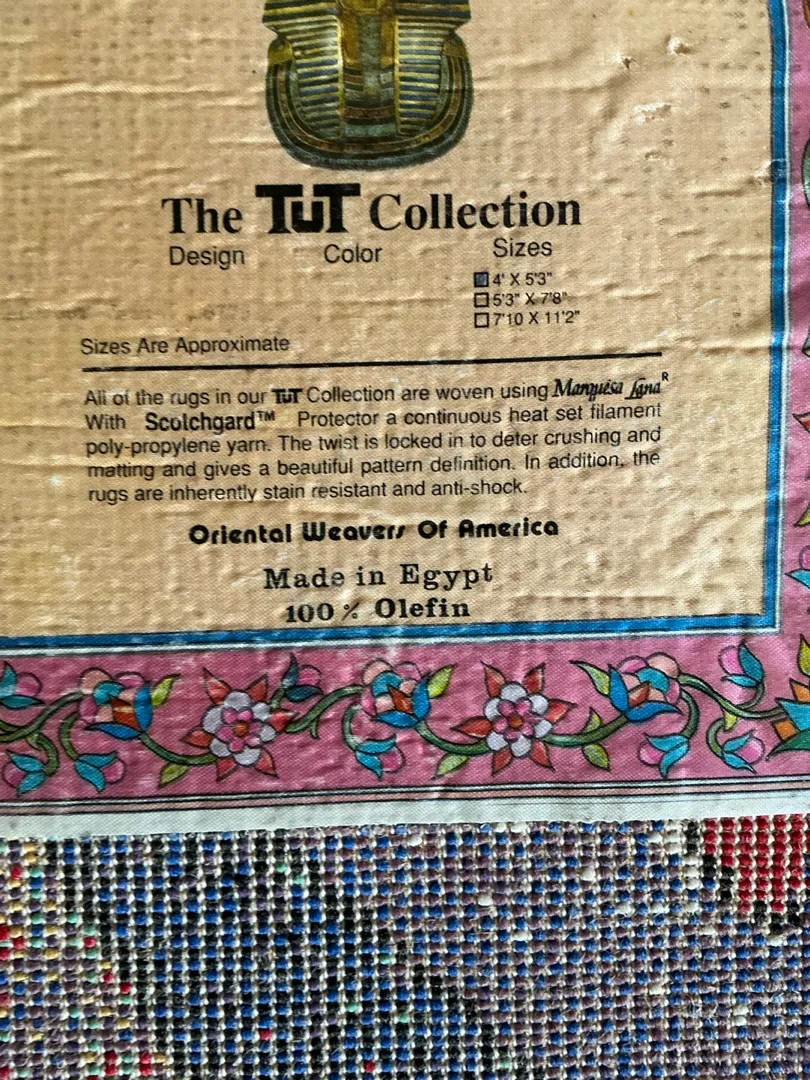 The TUT Collection
Design Color Sizes
4' X 5'3"
5'3" X 7'8"
7'10 X 11'2"
Sizes Are Approximate
All of the rugs in our TUT Collection are woven using Marquesa Lana R
With Scotchgard™ Protector a continuous heat set filament
poly-propylene yarn. The twist is locked in to deter crushing and
matting and gives a beautiful pattern definition. In addition, the
rugs are inherently stain resistant and anti-shock.
Oriental Weavers Of America
Made in Egypt
100 % Olefin